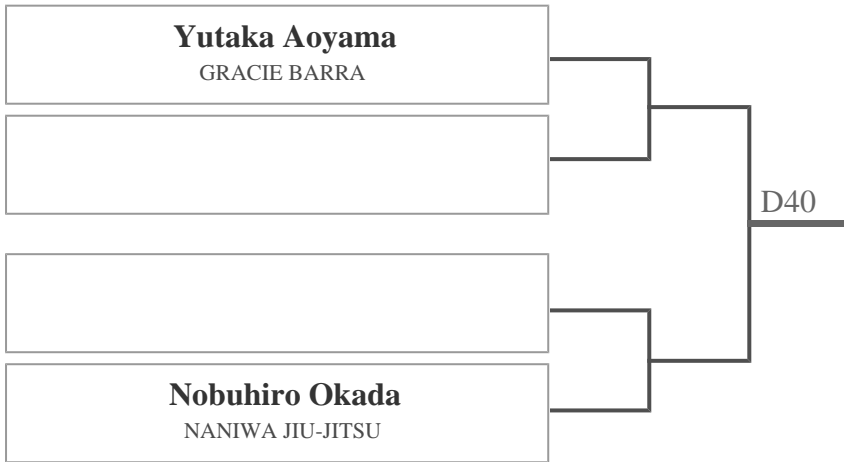 Yutaka Aoyama
GRACIE BARRA
D40
Nobuhiro Okada
NANIWA JIU-JITSU